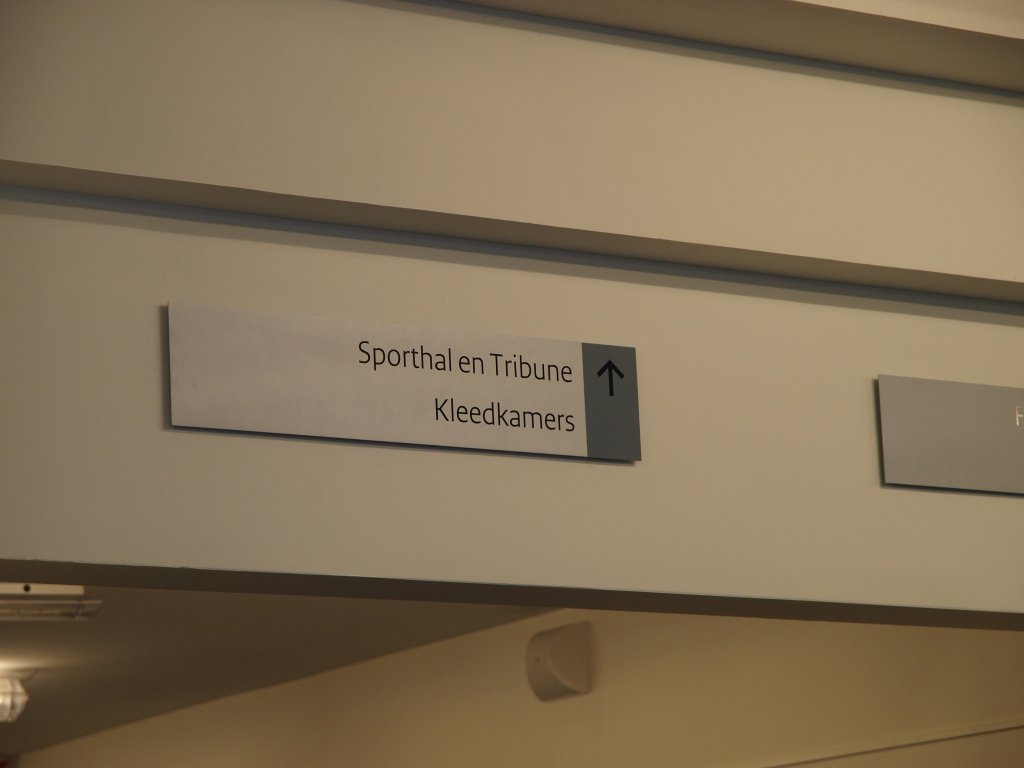 Sporthal en Tribune
Kleedkamers